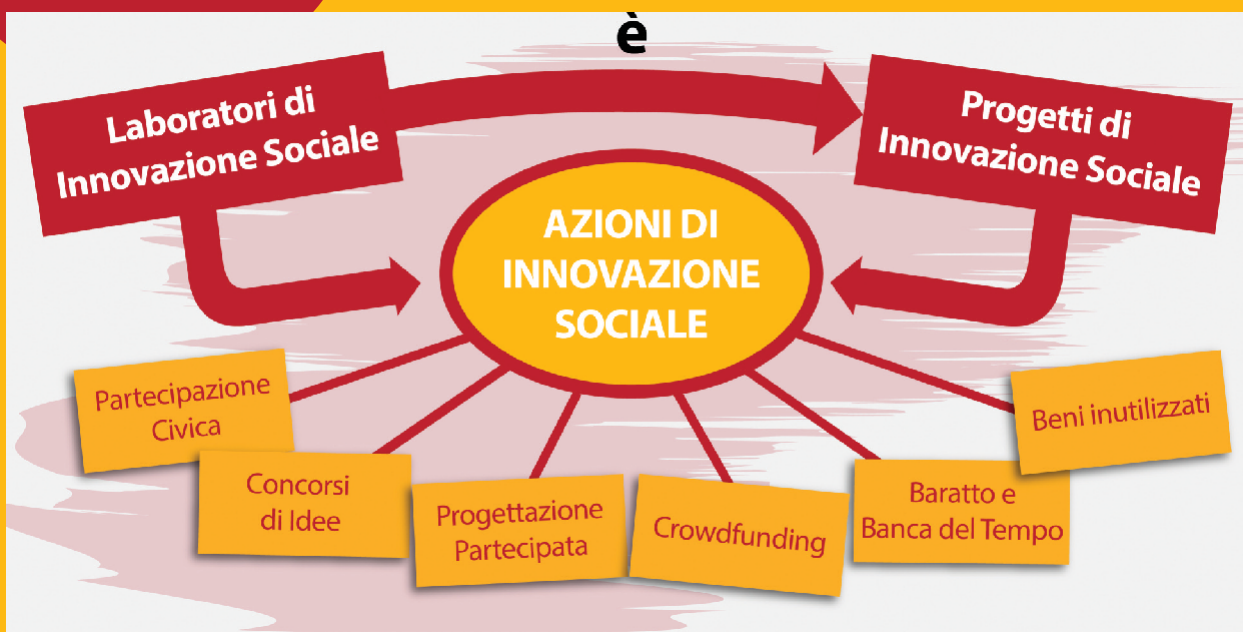 è
Laboratori di
Innovazione Sociale
Progetti di
Innovazione Sociale
AZIONI DI
INNOVAZIONE
SOCIALE
Partecipazione
Civica
Concorsi
di Idee
Progettazione
Partecipata
Crowdfunding
Baratto e
Banca del Tempo
Beni inutilizzati